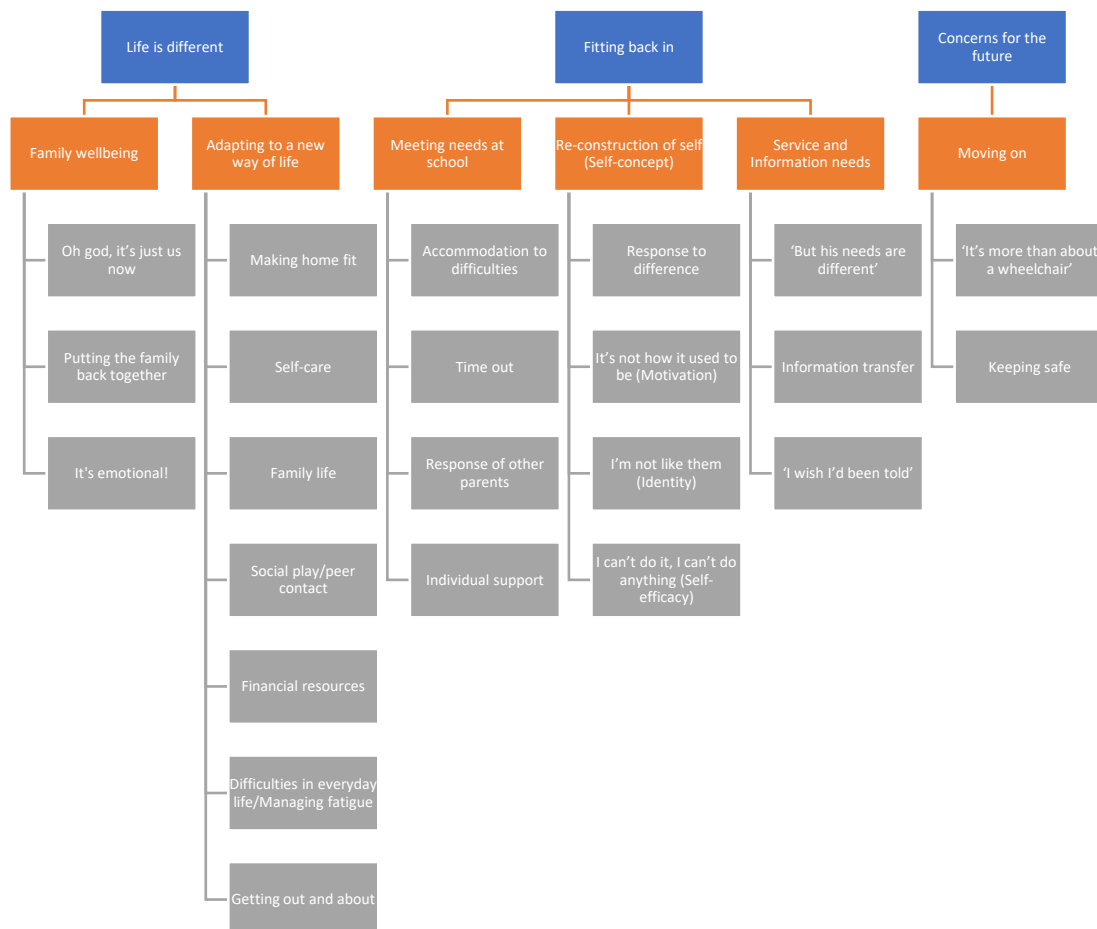 Life is different
Fitting back in
Concerns for the
future
Family wellbeing
Adapting to a new
way of life
Meeting needs at
school
Re-construction of self
(Self-concept)
Service and
Information needs
Moving on
Oh god, it’s just us
now
Putting the family
back together
It's emotional!
Making home fit
Self-care
Family life
Social play/peer
contact
Financial resources
Difficulties in everyday
life/Managing fatigue
Getting out and about
Accommodation to
difficulties
Time out
Response of other
parents
Individual support
Response to
difference
It’s not how it used to
be (Motivation)
I’m not like them
(Identity)
I can’t do it, I can’t do
anything (Self-
efficacy)
‘But his needs are
different’
Information transfer
‘I wish I’d been told’
‘It’s more than about
a wheelchair’
Keeping safe